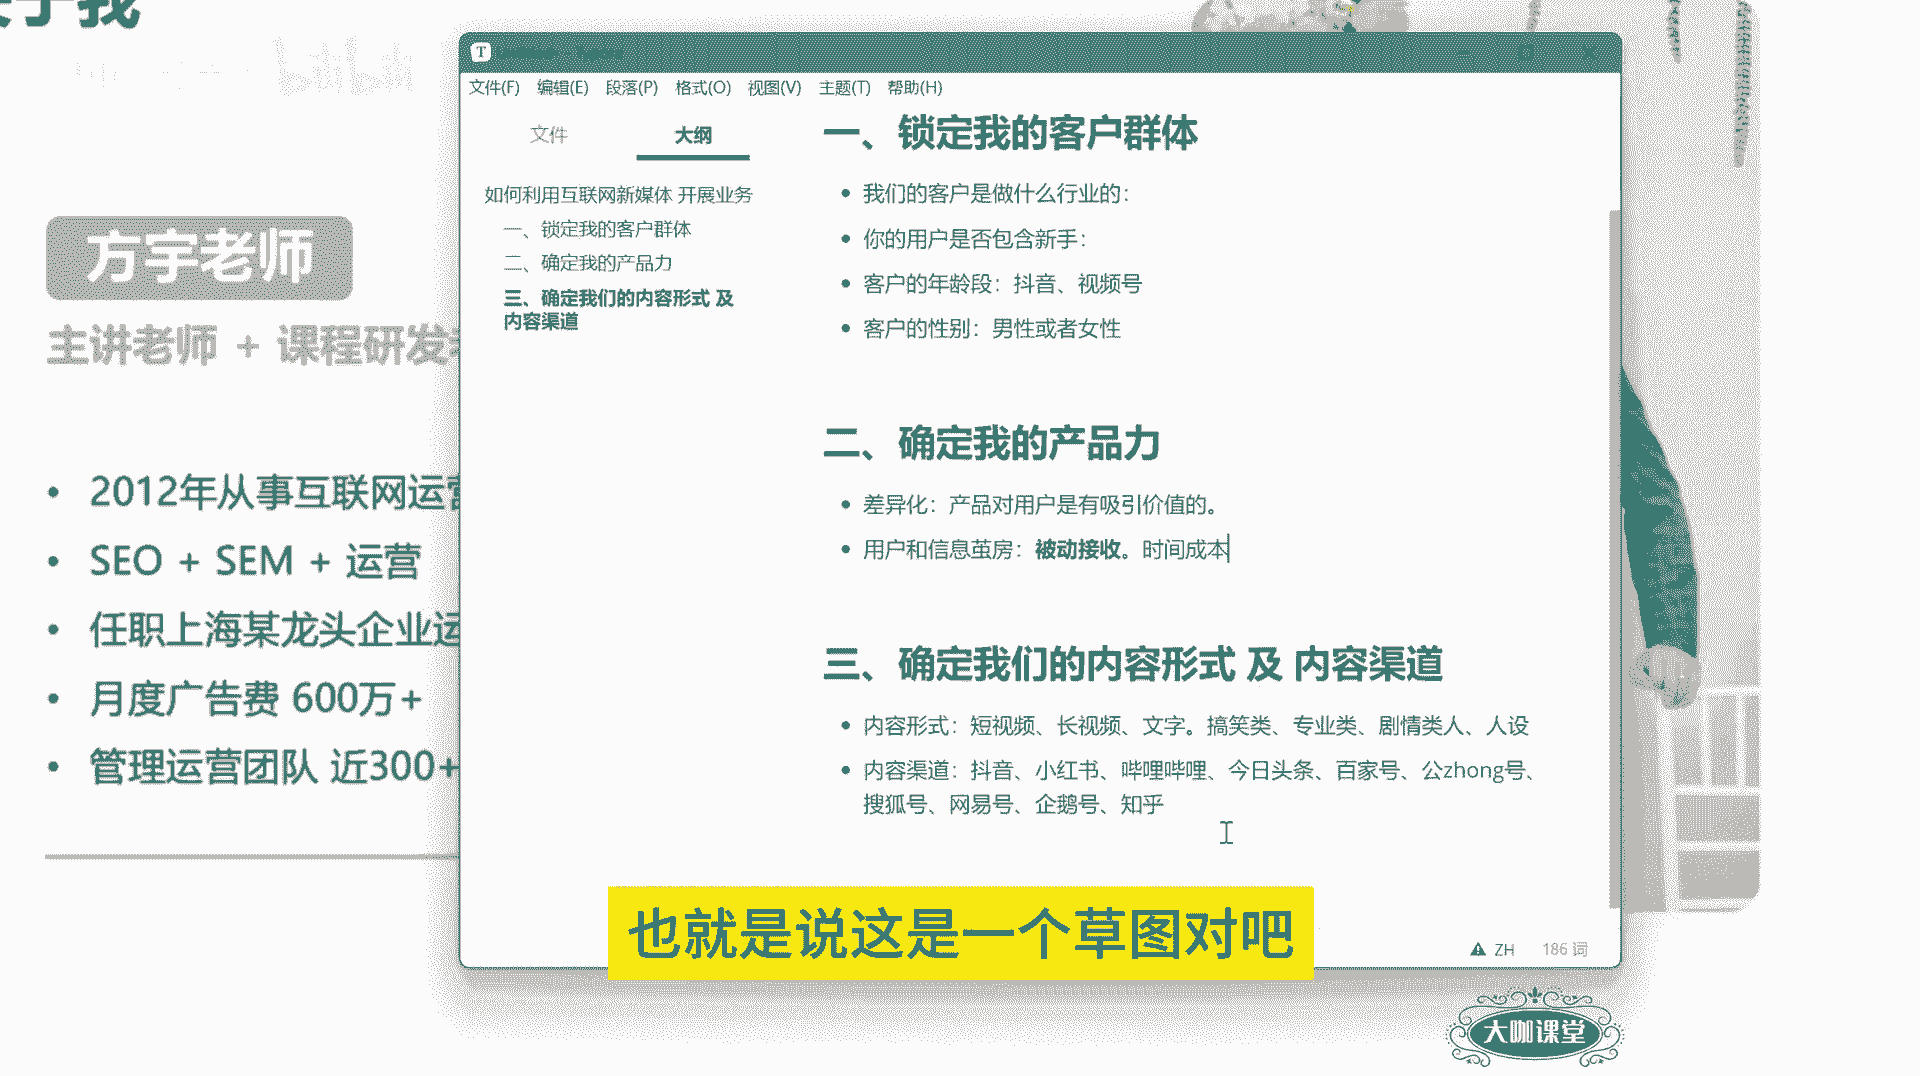 关于我
bilibili
方宇老师
主讲老师 + 课程研发
• 2012年从事互联网运营
• SEO + SEM + 运营
• 任职上海某龙头企业运
• 月度广告费 600万+
• 管理运营团队 近300+
T
文件(F) 编辑(E) 段落(P) 格式(O) 视图(V) 主题(T) 帮助(H)
文件 大纲
如何利用互联网新媒体 开展业务
一、锁定我的客户群体
二、确定我的产品力
三、确定我们的内容形式 及
内容渠道
一、锁定我的客户群体
• 我们的客户是做什么行业的：
• 你的用户是否包含新手：
• 客户的年龄段：抖音、视频号
• 客户的性别：男性或者女性
二、确定我的产品力
• 差异化：产品对用户是有吸引价值的。
• 用户和信息茧房：被动接收。时间成本
三、确定我们的内容形式 及 内容渠道
• 内容形式：短视频、长视频、文字。搞笑类、专业类、剧情类人、人设
• 内容渠道：抖音、小红书、哔哩哔哩、今日头条、百家号、公zhong号、
搜狐号、网易号、企鹅号、知乎
ZH 186 词
也就是说这是一个草图对吧
大咖课堂